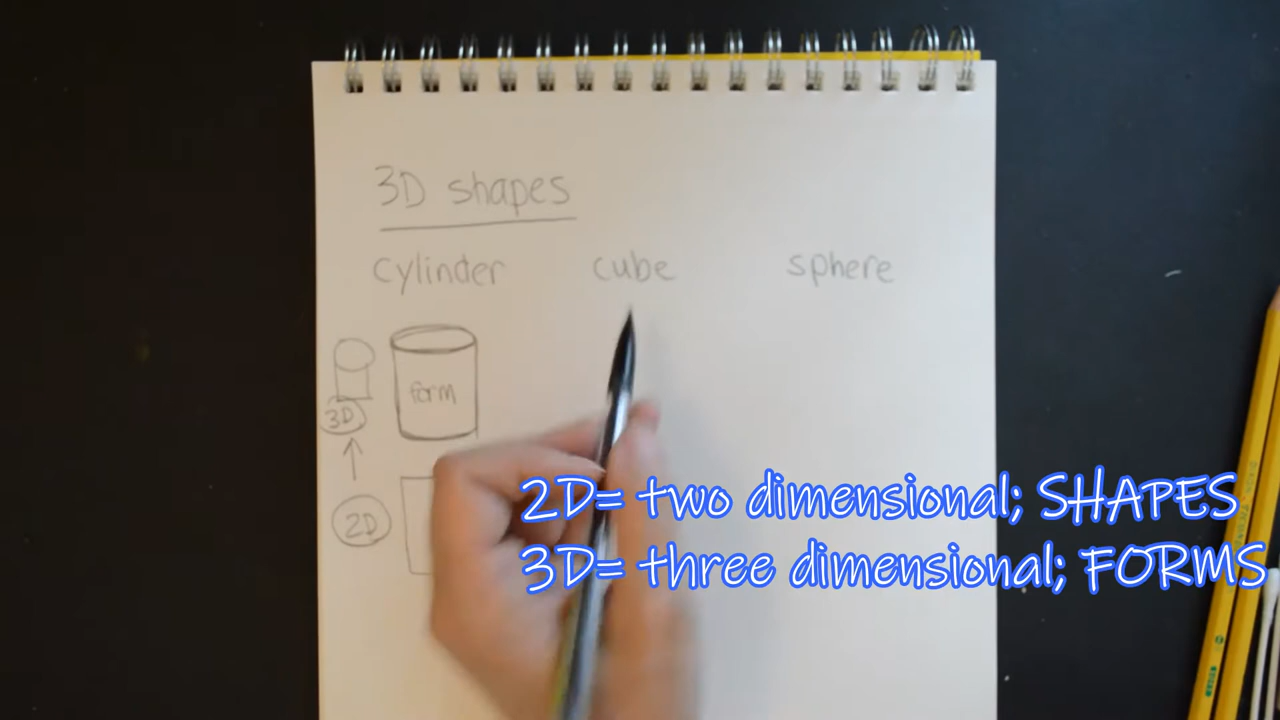 3D shapes
cylinder cube sphere
form
3D
2D
2D= two dimensional; SHAPES
3D= three dimensional; FORMS